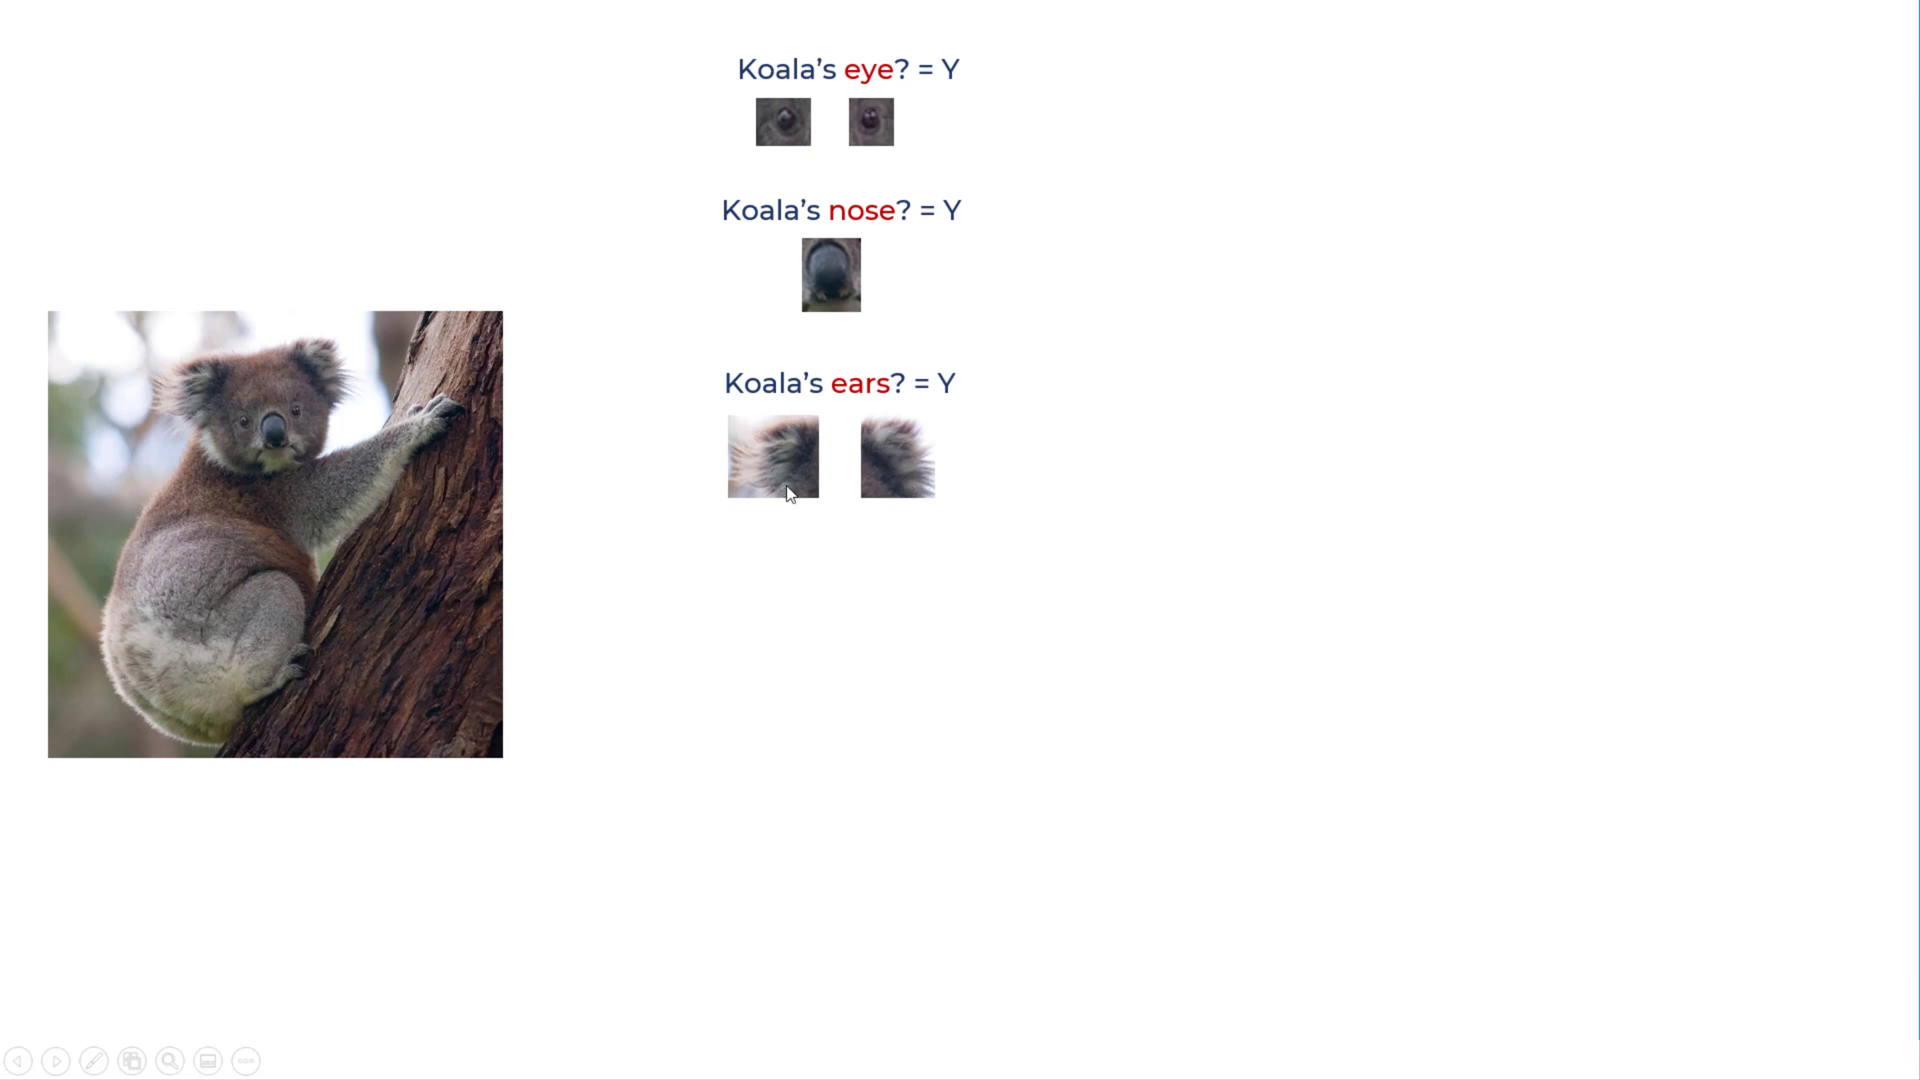 Koala’s eye? = Y
Koala’s nose? = Y
Koala’s ears? = Y